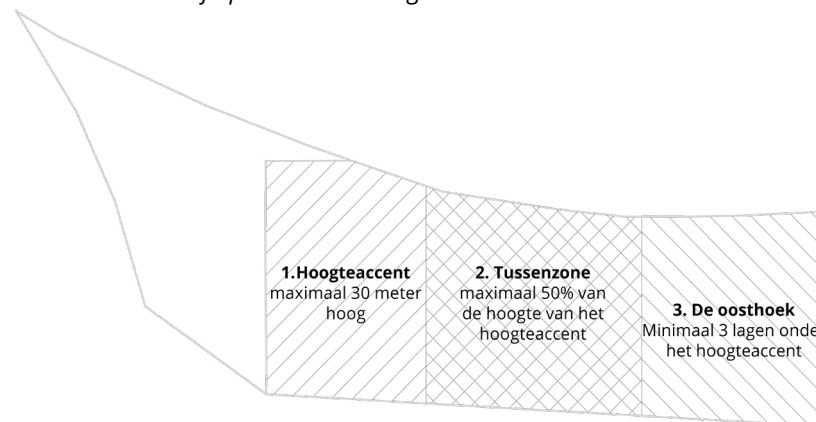 1.Hoogteaccent
maximaal 30 meter
hoog
2. Tussenzone
maximaal 50% van
de hoogte van het
hoogteaccent
3. De oosthoek
Minimaal 3 lagen onde
het hoogteaccent